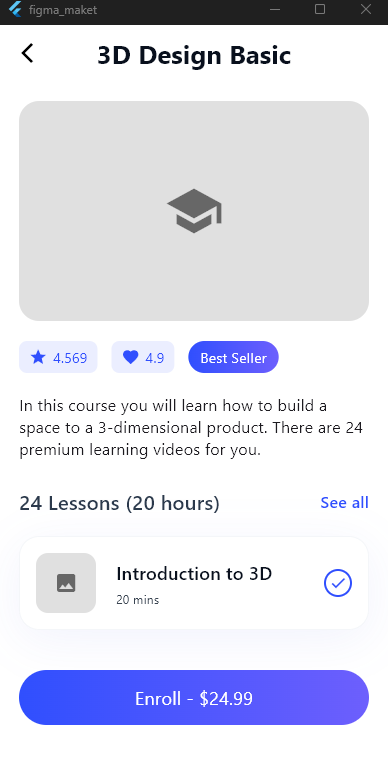 figma_maket
3D Design Basic
4.569
4.9
Best Seller
In this course you will learn how to build a
space to a 3-dimensional product. There are 24
premium learning videos for you.
24 Lessons (20 hours)
See all
Introduction to 3D
20 mins
Enroll - $24.99